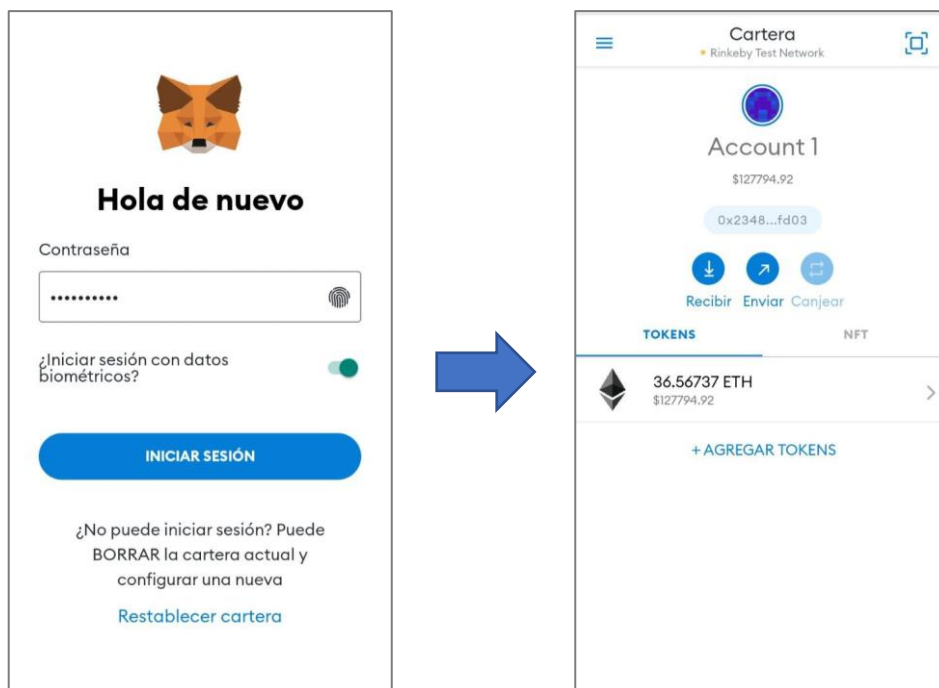 Hola de nuevo
Contraseña
••••••••••
¿Iniciar sesión con datos
biométricos?
INICIAR SESIÓN
¿No puede iniciar sesión? Puede
BORRAR la cartera actual y
configurar una nueva
Restablecer cartera
Cartera
Rinkeby Test Network
Account 1
$127794.92
0x2348...fd03
Recibir Enviar Canjear
TOKENS NFT
36.56737 ETH
$127794.92
+ AGREGAR TOKENS